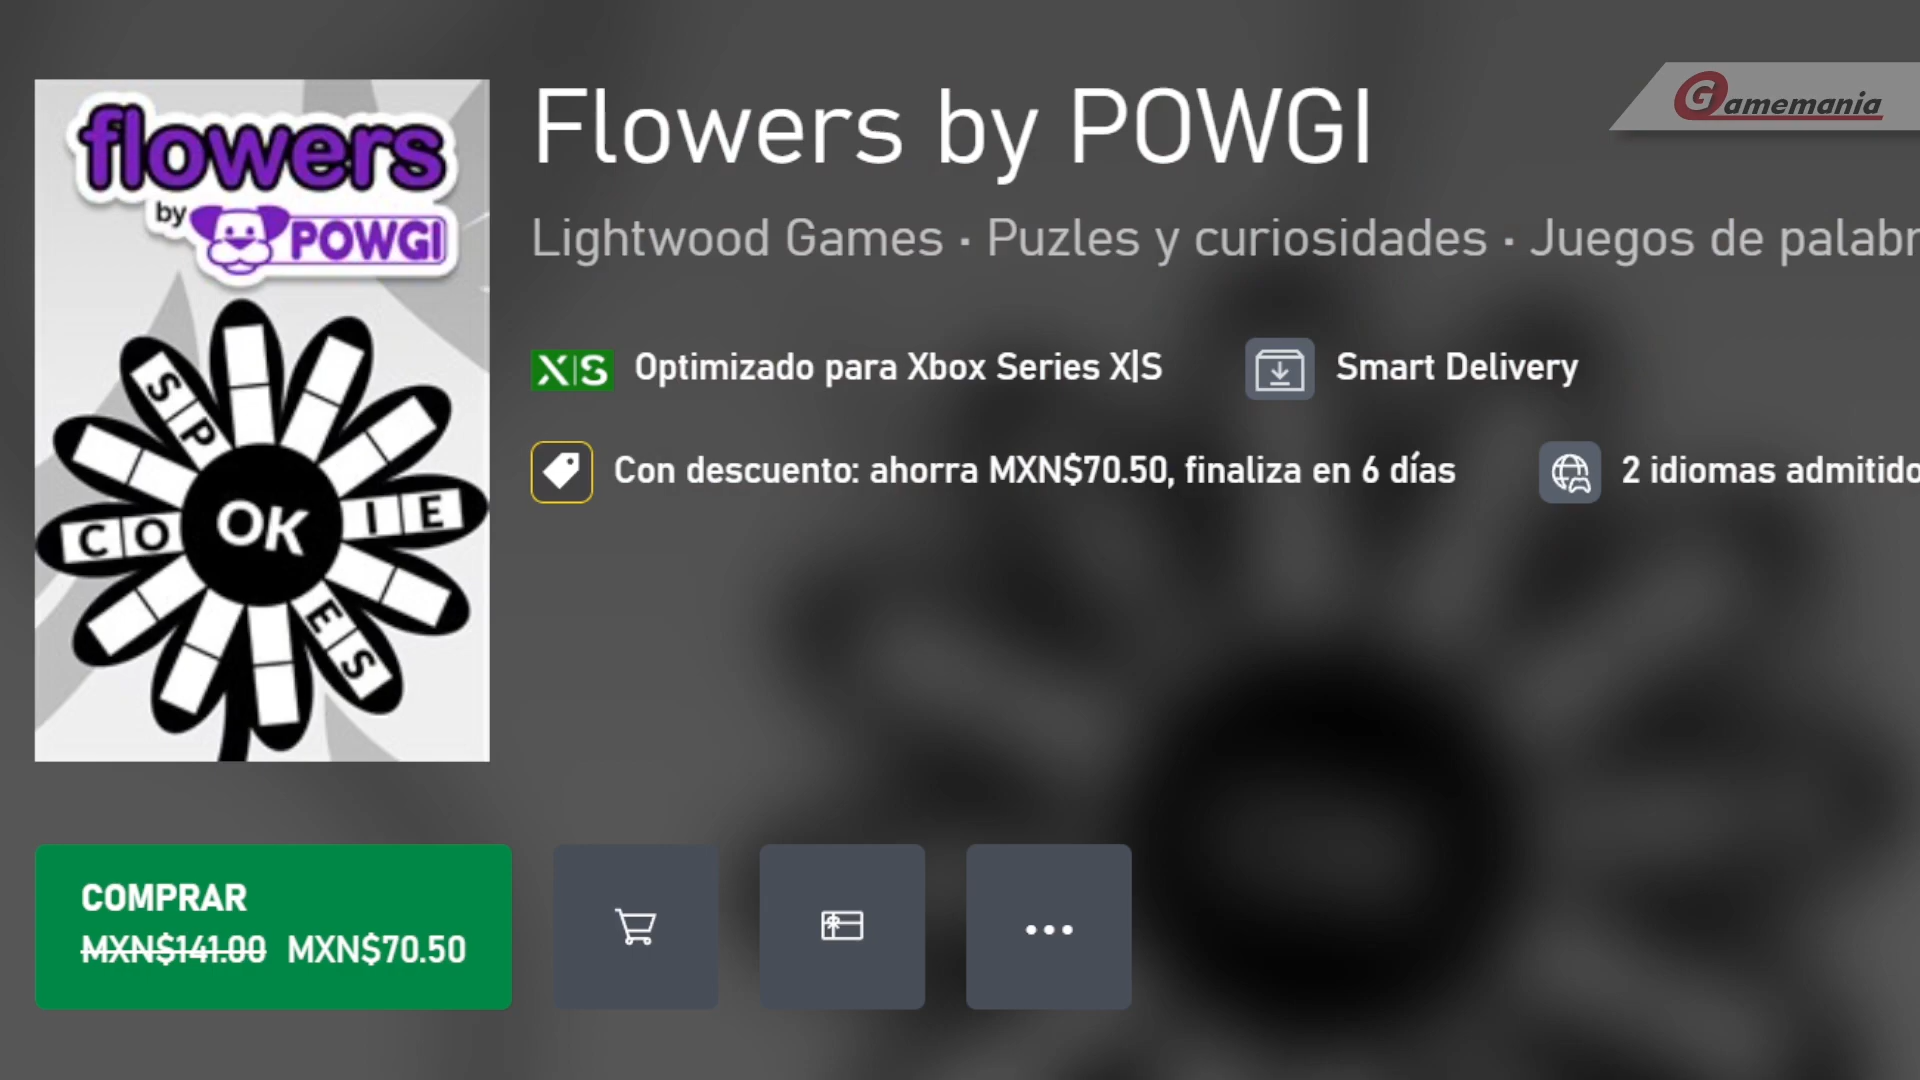 Flowers by POWGI
Gamemania
Lightwood Games · Puzles y curiosidades · Juegos de palabr
X|S Optimizado para Xbox Series X|S
Smart Delivery
Con descuento: ahorra MXN$70.50, finaliza en 6 días
2 idiomas admitido
flowers
by POWGI
SP
CO OK IE
ES
COMPRAR
MXN$141.00 MXN$70.50